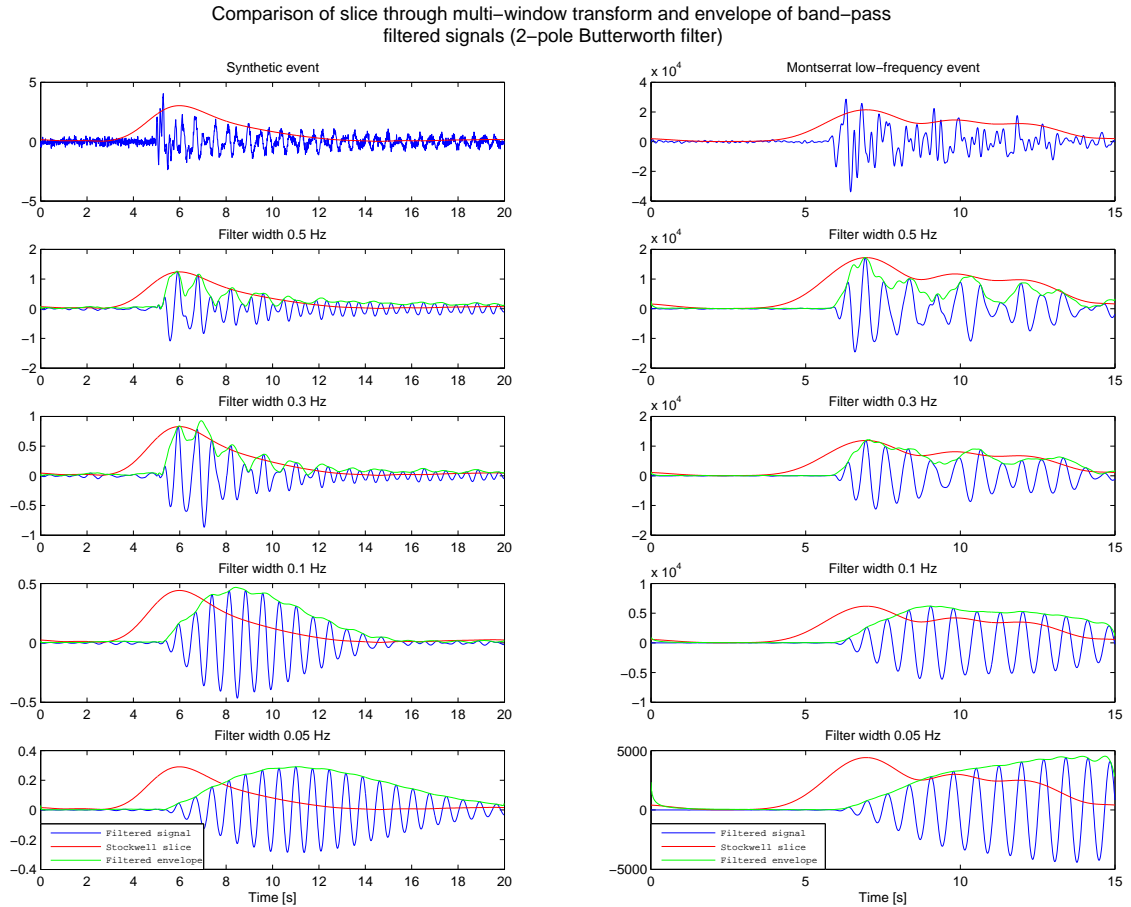 Comparison of slice through multi−window transform and envelope of band−pass
filtered signals (2−pole Butterworth filter)
Synthetic event
5
0
−5
0 2 4 6 8 10 12 14 16 18 20
Montserrat low−frequency event
x 10^4
4
2
0
−2
−4
0 5 10 15
Filter width 0.5 Hz
2
1
0
−1
−2
0 2 4 6 8 10 12 14 16 18 20
Filter width 0.5 Hz
x 10^4
2
1
0
−1
−2
0 5 10 15
Filter width 0.3 Hz
1
0.5
0
−0.5
−1
0 2 4 6 8 10 12 14 16 18 20
Filter width 0.3 Hz
x 10^4
2
1
0
−1
−2
0 5 10 15
Filter width 0.1 Hz
0.5
0
−0.5
0 2 4 6 8 10 12 14 16 18 20
Filter width 0.1 Hz
x 10^4
1
0.5
0
−0.5
−1
0 5 10 15
Filter width 0.05 Hz
0.4
0.2
0
−0.2
−0.4
0 2 4 6 8 10 12 14 16 18 20
Filtered signal
Stockwell slice
Filtered envelope
Time [s]
Filter width 0.05 Hz
5000
0
−5000
0 5 10 15
Filtered signal
Stockwell slice
Filtered envelope
Time [s]